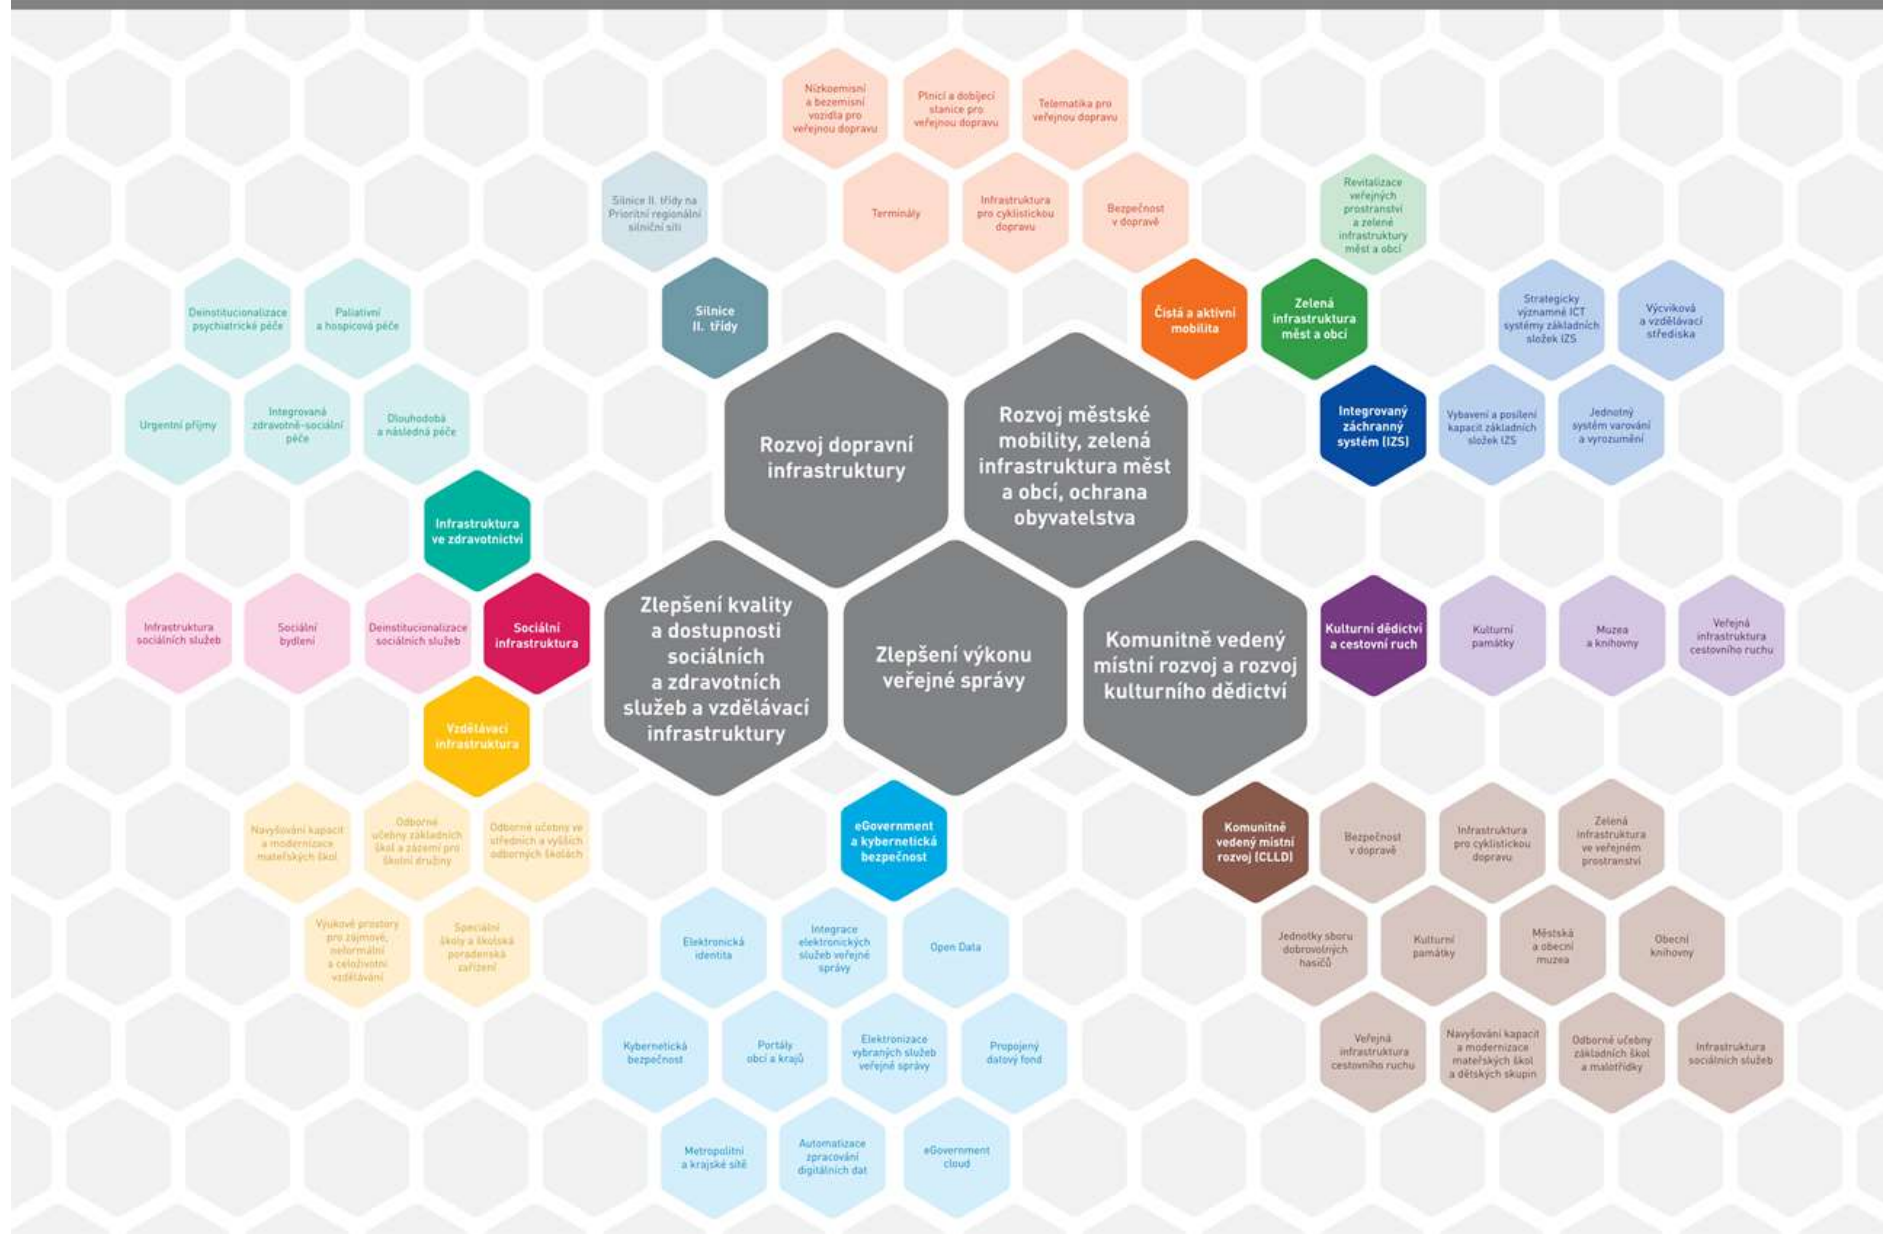 Nízkoemisní
a bezemisní
vozidla pro
veřejnou dopravu
Plnicí a dobíjecí
stanice pro
veřejnou dopravu
Telematika pro
veřejnou dopravu
Silnice II. třídy na
Prioritní regionální
silniční síti
Terminály
Infrastruktura
pro cyklistickou
dopravu
Bezpečnost
v dopravě
Revitalizace
veřejných
prostranství
a zelené
infrastruktury
měst a obcí
Deinstitucionalizace
psychiatrické péče
Paliativní
a hospicová péče
Silnice
II. třídy
Čistá a aktivní
mobilita
Zelená
infrastruktura
měst a obcí
Strategicky
významné ICT
systémy základních
složek IZS
Výcviková
a vzdělávací
střediska
Urgentní příjmy
Integrovaná
zdravotně-sociální
péče
Dlouhodobá
a následná péče
Rozvoj dopravní
infrastruktury
Rozvoj městské
mobility, zelená
infrastruktura měst
a obcí, ochrana
obyvatelstva
Integrovaný
záchranný
systém (IZS)
Vybavení a posílení
kapacit základních
složek IZS
Jednotný
systém varování
a vyrozumění
Infrastruktura
ve zdravotnictví
Infrastruktura
sociálních služeb
Sociální
bydlení
Deinstitucionalizace
sociálních služeb
Sociální
infrastruktura
Zlepšení kvality
a dostupnosti
sociálních
a zdravotních
služeb a vzdělávací
infrastruktury
Zlepšení výkonu
veřejné správy
Komunitně vedený
místní rozvoj a rozvoj
kulturního dědictví
Kulturní dědictví
a cestovní ruch
Kulturní
památky
Muzea
a knihovny
Veřejná
infrastruktura
cestovního ruchu
Vzdělávací
infrastruktura
Navyšování kapacit
a modernizace
mateřských škol
Odborné
učebny základních
škol a zázemí pro
školní družiny
Odborné učebny ve
středních a vyšších
odborných školách
eGovernment
a kybernetická
bezpečnost
Komunitně
vedený místní
rozvoj (CLLD)
Bezpečnost
v dopravě
Infrastruktura
pro cyklistickou
dopravu
Zelená
infrastruktura
ve veřejném
prostranství
Výukové prostory
pro zájmové,
neformální
a celoživotní
vzdělávání
Speciální
školy a školská
poradenská
zařízení
Elektronická
identita
Integrace
elektronických
služeb veřejné
správy
Open Data
Jednotky sboru
dobrovolných
hasičů
Kulturní
památky
Městská
a obecní
muzea
Obecní
knihovny
Kybernetická
bezpečnost
Portály
obcí a krajů
Elektronizace
vybraných služeb
veřejné správy
Propojený
datový fond
Veřejná
infrastruktura
cestovního ruchu
Navyšování kapacit
a modernizace
mateřských škol
a dětských skupin
Odborné učebny
základních škol
a malotřídky
Infrastruktura
sociálních služeb
Metropolitní
a krajské sítě
Automatizace
zpracování
digitálních dat
eGovernment
cloud